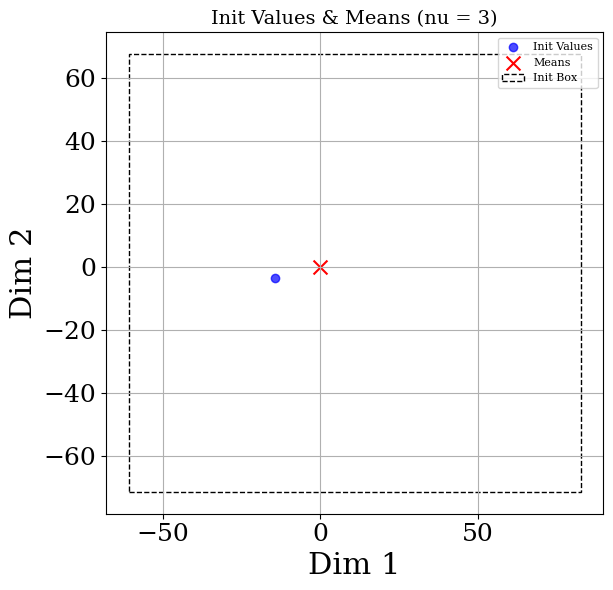 Init Values & Means (nu = 3)
Init Values
Means
Init Box
60
40
20
0
−20
−40
−60
Dim 2
−50
0
50
Dim 1